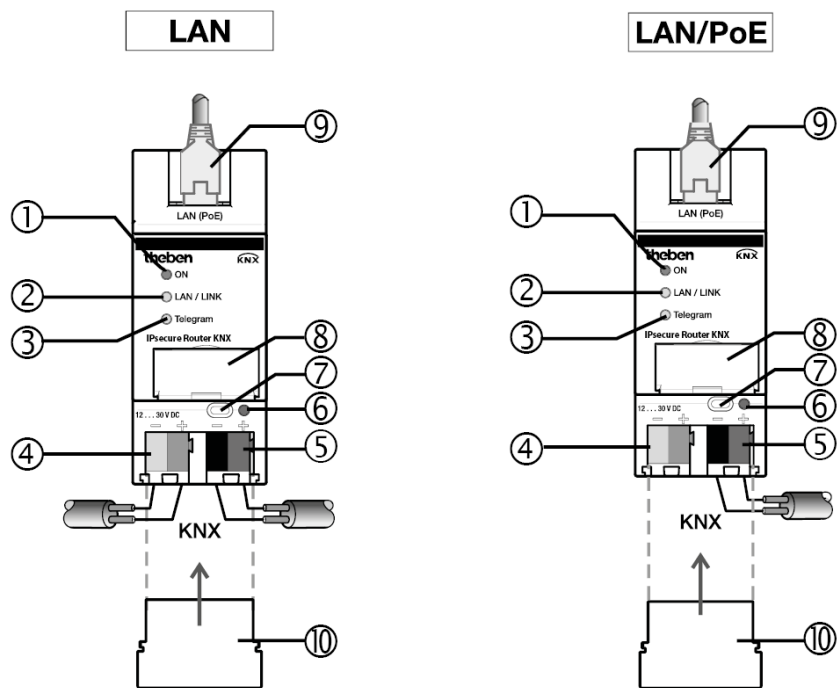 LAN
⑨
LAN (PoE)
①
theben KNX
ON
②
LAN / LINK
③
Telegram
IPsecure Router KNX
⑧
⑦
12 ... 30 V DC
⑥
− + − +
④
⑤
KNX
⑩
LAN/PoE
⑨
LAN (PoE)
①
theben KNX
ON
②
LAN / LINK
③
Telegram
IPsecure Router KNX
⑧
⑦
12 ... 30 V DC
⑥
− + − +
④
⑤
KNX
⑩